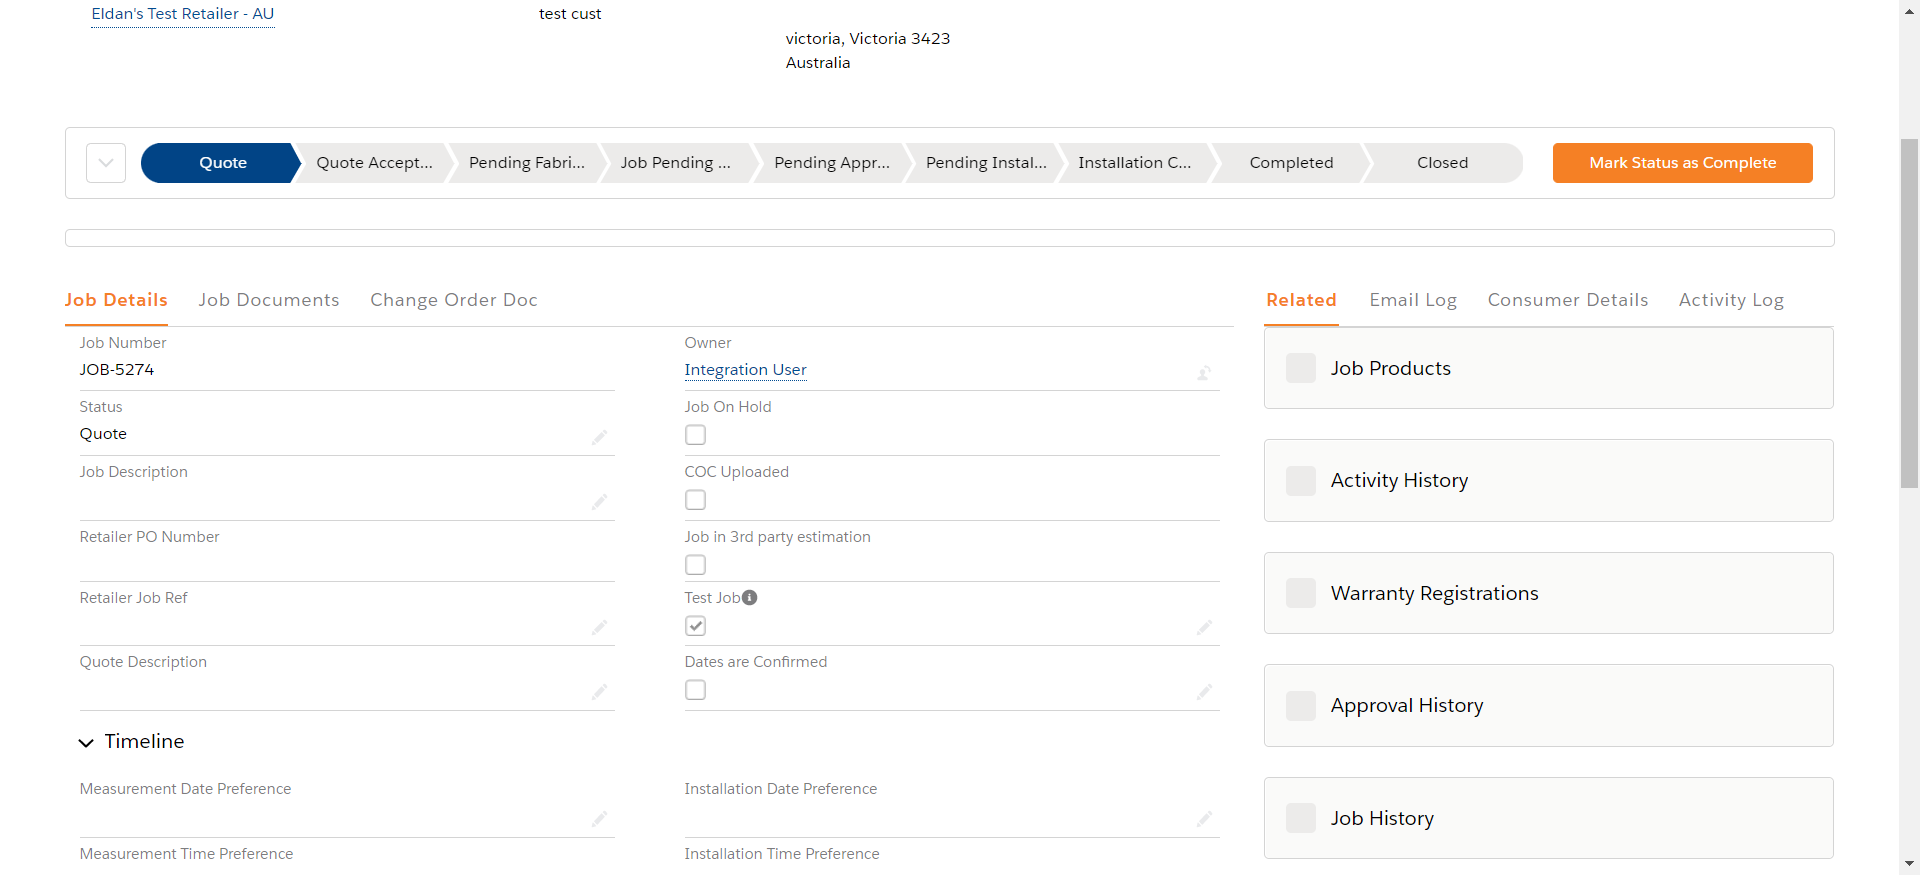 Eldan's Test Retailer - AU
test cust
victoria, Victoria 3423
Australia
Quote
Quote Accept...
Pending Fabri...
Job Pending ...
Pending Appr...
Pending Instal...
Installation C...
Completed
Closed
Mark Status as Complete
Job Details
Job Documents
Change Order Doc
Job Number
JOB-5274
Owner
Integration User
Status
Quote
Job On Hold
Job Description
COC Uploaded
Retailer PO Number
Job in 3rd party estimation
Retailer Job Ref
Test Job
Quote Description
Dates are Confirmed
Timeline
Measurement Date Preference
Installation Date Preference
Measurement Time Preference
Installation Time Preference
Related
Email Log
Consumer Details
Activity Log
Job Products
Activity History
Warranty Registrations
Approval History
Job History